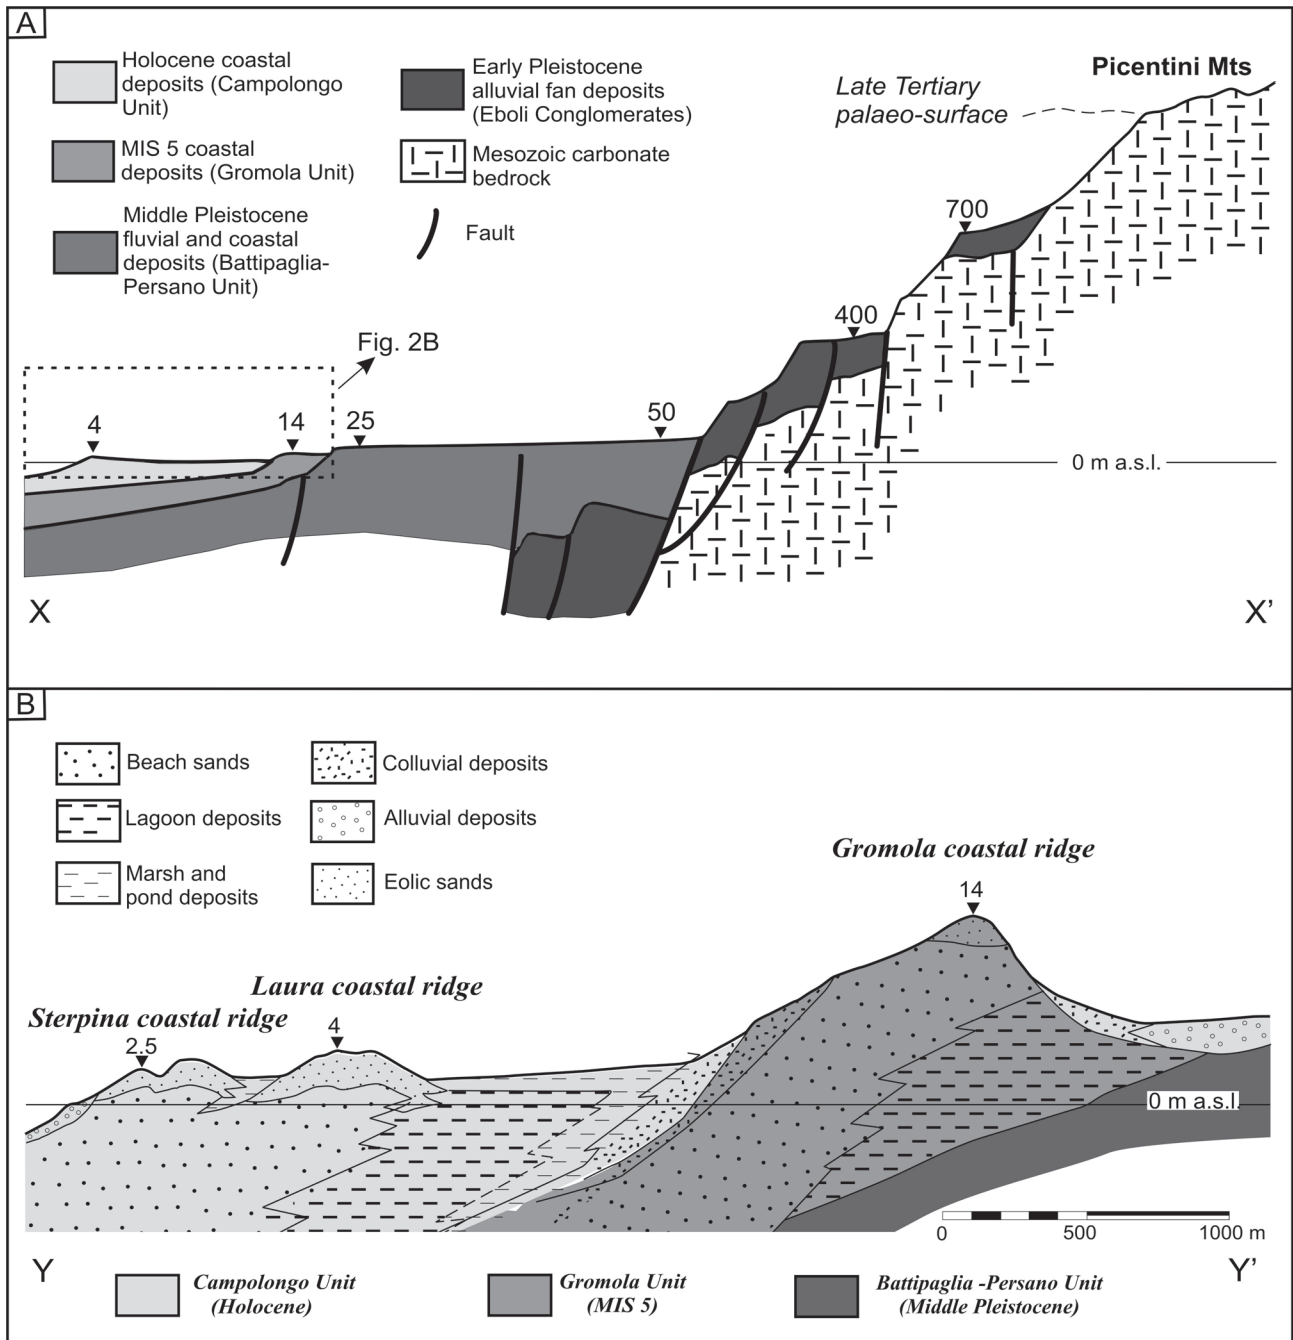 A
Holocene coastal
deposits (Campolongo
Unit)
MIS 5 coastal
deposits (Gromola Unit)
Middle Pleistocene
fluvial and coastal
deposits (Battipaglia-
Persano Unit)
Early Pleistocene
alluvial fan deposits
(Eboli Conglomerates)
Mesozoic carbonate
bedrock
Fault
Late Tertiary
palaeo-surface
Picentini Mts
700
400
Fig. 2B
4
14
25
50
0 m a.s.l.
X
X’
B
Beach sands
Lagoon deposits
Marsh and
pond deposits
Colluvial deposits
Alluvial deposits
Eolic sands
Gromola coastal ridge
14
Laura coastal ridge
4
Sterpina coastal ridge
2.5
0 m a.s.l.
0
500
1000 m
Y
Y’
Campolongo Unit
(Holocene)
Gromola Unit
(MIS 5)
Battipaglia -Persano Unit
(Middle Pleistocene)